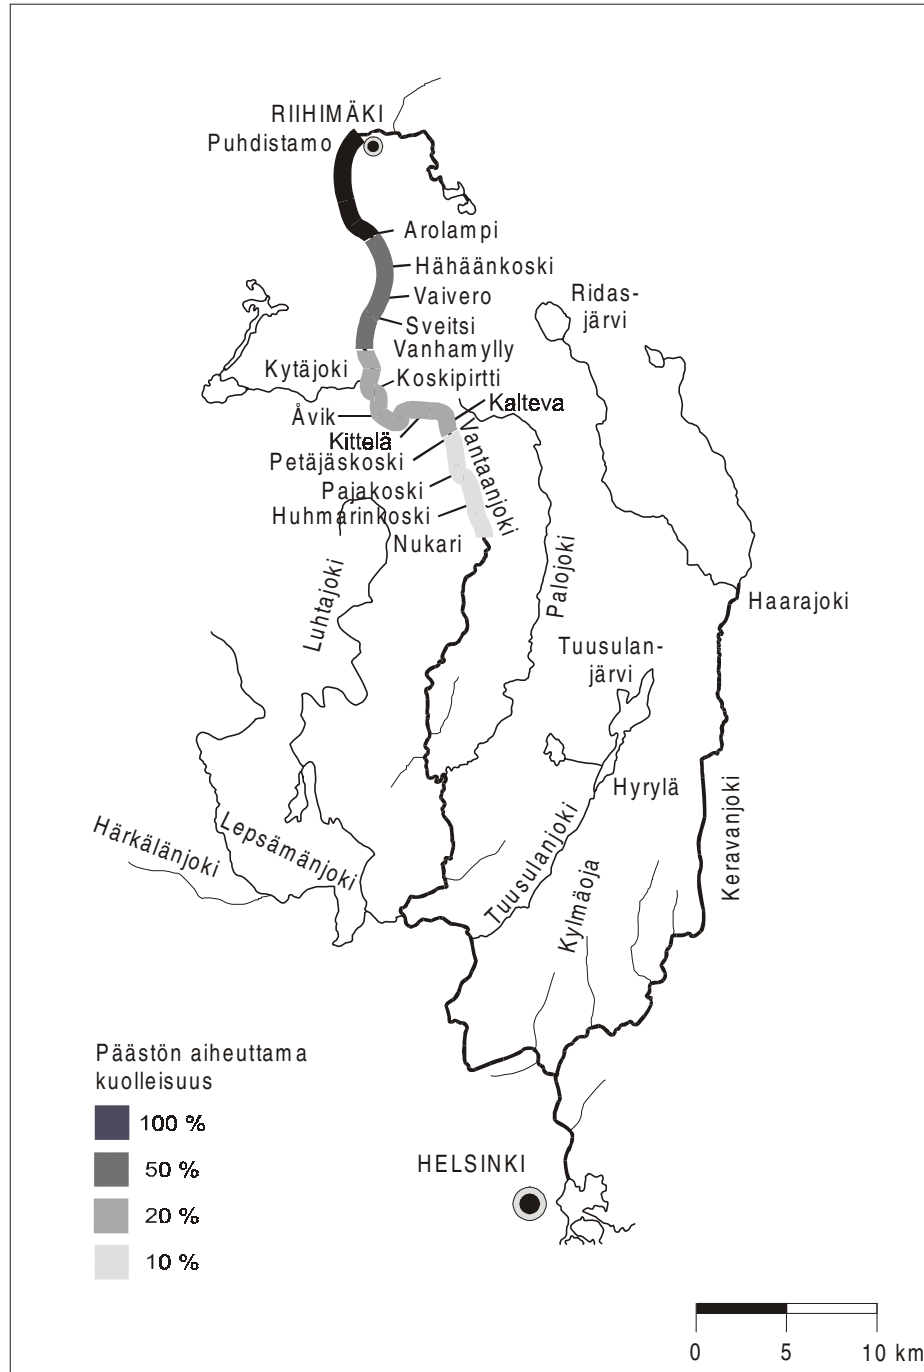 RIIHIMÄKI
Puhdistamo
Arolampi
Hähäänkoski
Vaivero
Sveitsi
Vanhamylly
Ridas-
järvi
Kytäjoki
Koskipirtti
Åvik
Kalteva
Kittelä
Petäjäskoski
Pajakoski
Huhmarinkoski
Nukari
Vantaanjoki
Luhtajoki
Palojoki
Haarajoki
Tuusulan-
järvi
Hyrylä
Härkälänjoki
Lepsämänjoki
Tuusulanjoki
Kylmäoja
Keravanjoki
Päästön aiheuttama
kuolleisuus
100 %
50 %
20 %
10 %
HELSINKI
0 5 10 km